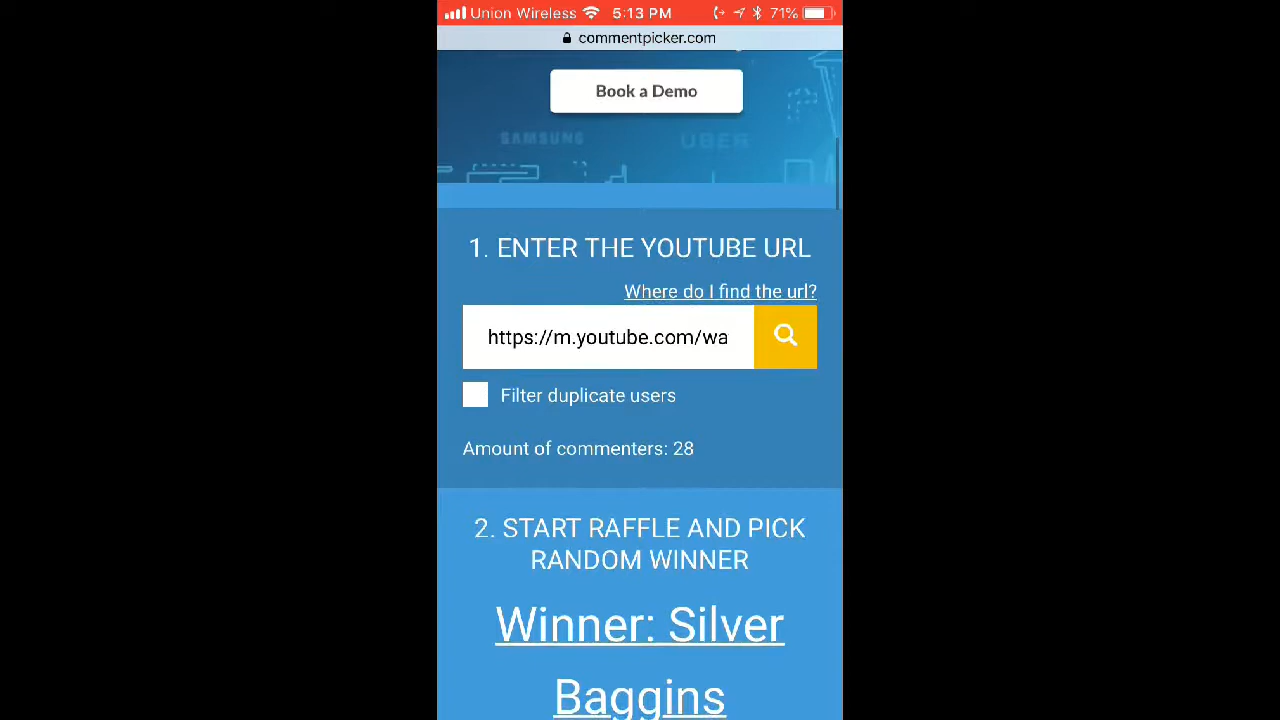 Union Wireless 5:13 PM 71%
commentpicker.com
Book a Demo
SAMSUNG UBER
1. ENTER THE YOUTUBE URL
Where do I find the url?
https://m.youtube.com/wa
Filter duplicate users
Amount of commenters: 28
2. START RAFFLE AND PICK
RANDOM WINNER
Winner: Silver
Baggins